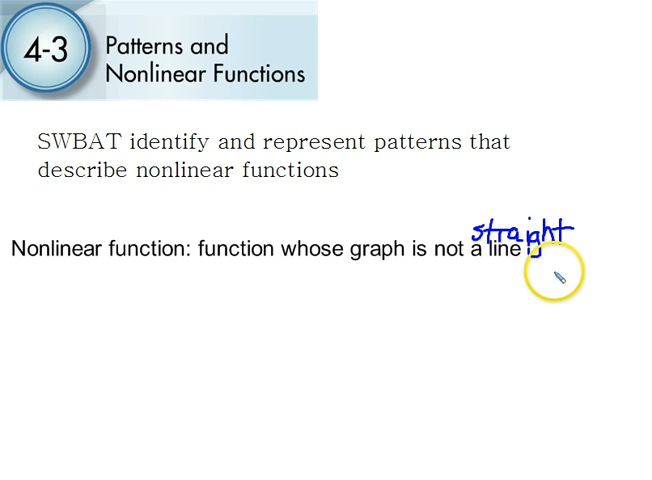 4-3 Patterns and
Nonlinear Functions
SWBAT identify and represent patterns that
describe nonlinear functions
straight
Nonlinear function: function whose graph is not a line